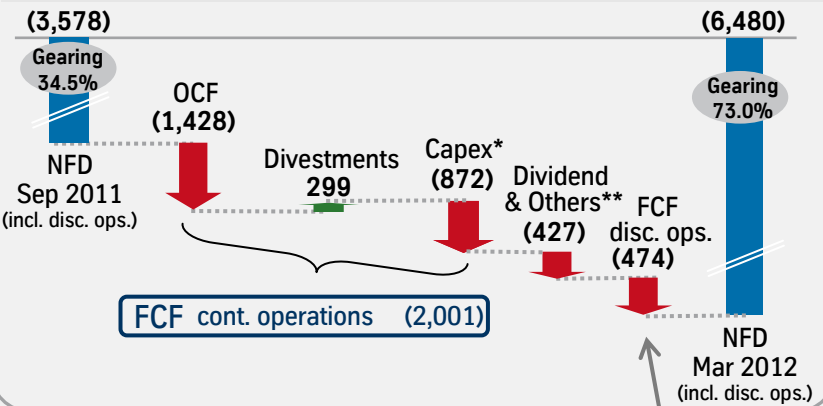 (3,578)
Gearing
34.5%
NFD
Sep 2011
(incl. disc. ops.)
OCF
(1,428)
Divestments
299
Capex*
(872)
Dividend
& Others**
(427)
FCF
disc. ops.
(474)
FCF cont. operations (2,001)
(6,480)
Gearing
73.0%
NFD
Mar 2012
(incl. disc. ops.)